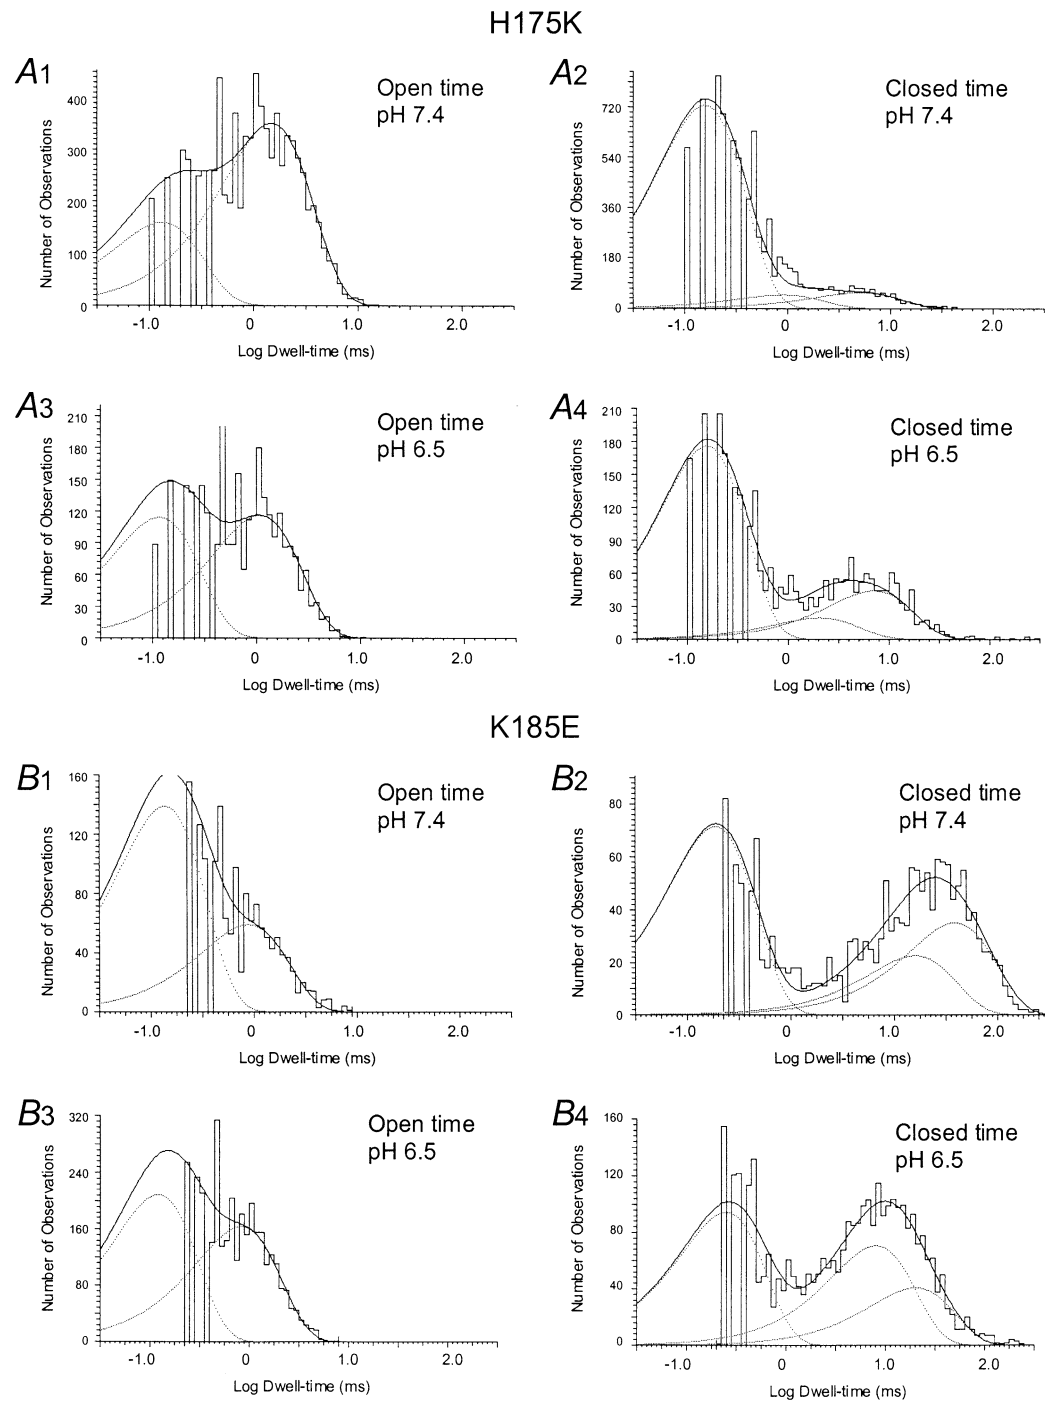 H175K
A1
Open time
pH 7.4
Number of Observations
400
300
200
100
0
-1.0 0 1.0 2.0
Log Dwell-time (ms)
A2
Closed time
pH 7.4
Number of Observations
720
540
360
180
0
-1.0 0 1.0 2.0
Log Dwell-time (ms)
A3
Open time
pH 6.5
Number of Observations
210
180
150
120
90
60
30
0
-1.0 0 1.0 2.0
Log Dwell-time (ms)
A4
Closed time
pH 6.5
Number of Observations
210
180
150
120
90
60
30
0
-1.0 0 1.0 2.0
Log Dwell-time (ms)
K185E
B1
Open time
pH 7.4
Number of Observations
160
120
80
40
0
-1.0 0 1.0 2.0
Log Dwell-time (ms)
B2
Closed time
pH 7.4
Number of Observations
80
60
40
20
0
-1.0 0 1.0 2.0
Log Dwell-time (ms)
B3
Open time
pH 6.5
Number of Observations
320
240
160
80
0
-1.0 0 1.0 2.0
Log Dwell-time (ms)
B4
Closed time
pH 6.5
Number of Observations
160
120
80
40
0
-1.0 0 1.0 2.0
Log Dwell-time (ms)